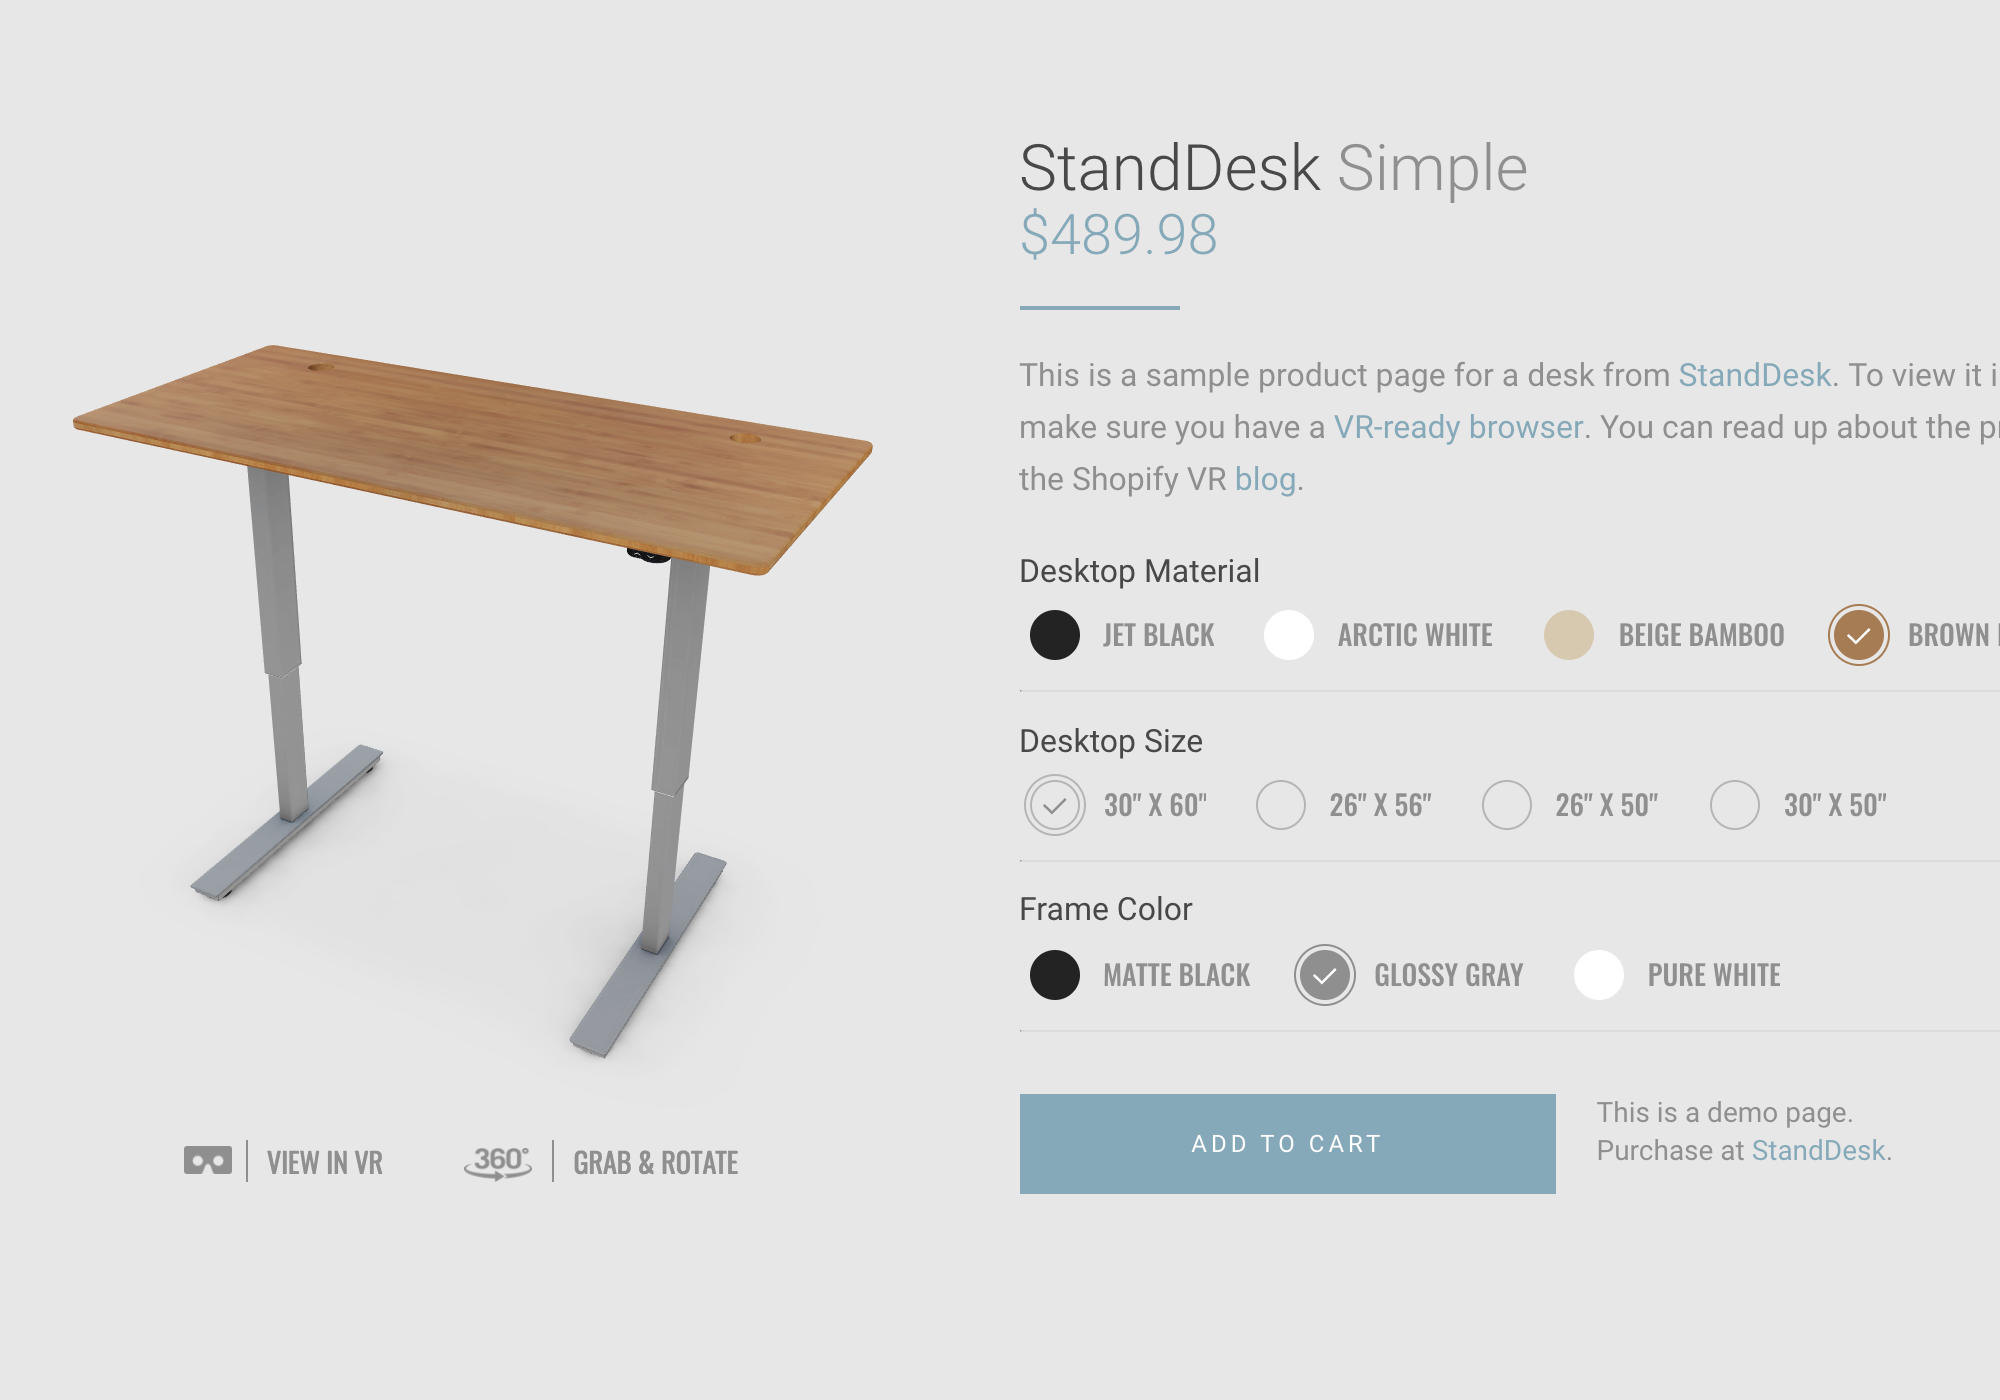 StandDesk Simple
$489.98
This is a sample product page for a desk from StandDesk. To view it
make sure you have a VR-ready browser. You can read up about the
the Shopify VR blog.
Desktop Material
JET BLACK
ARCTIC WHITE
BEIGE BAMBOO
BROWN
Desktop Size
30" X 60"
26" X 56"
26" X 50"
30" X 50"
Frame Color
MATTE BLACK
GLOSSY GRAY
PURE WHITE
ADD TO CART
This is a demo page.
Purchase at StandDesk.
VIEW IN VR
360°
GRAB & ROTATE